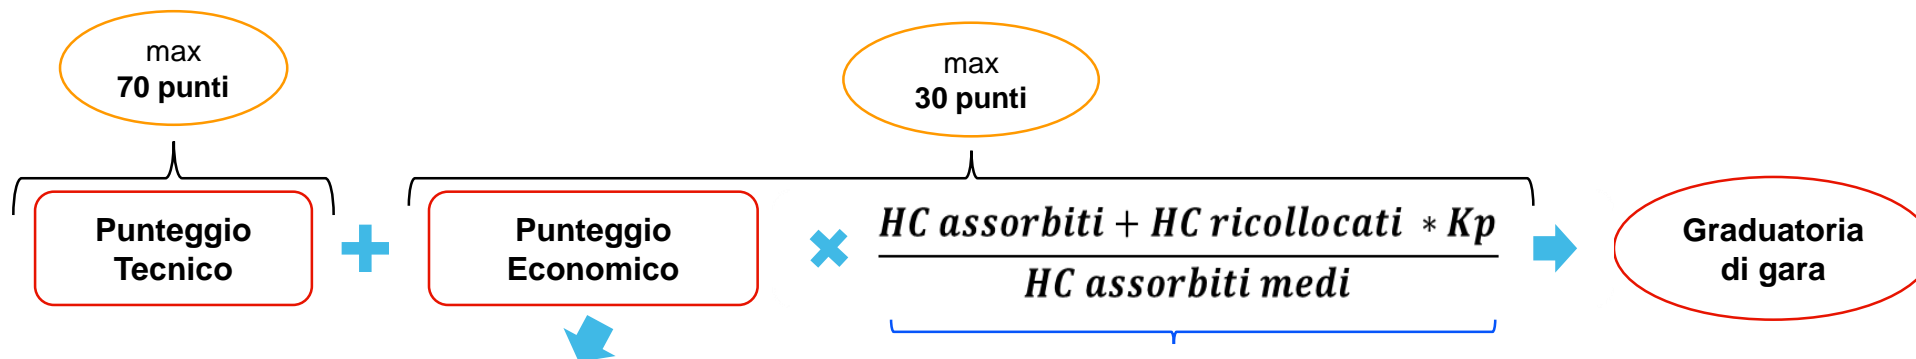 max
70 punti
max
30 punti
Punteggio
Tecnico
Punteggio
Economico
HC assorbiti + HC ricollocati * Kp
HC assorbiti medi
Graduatoria
di gara